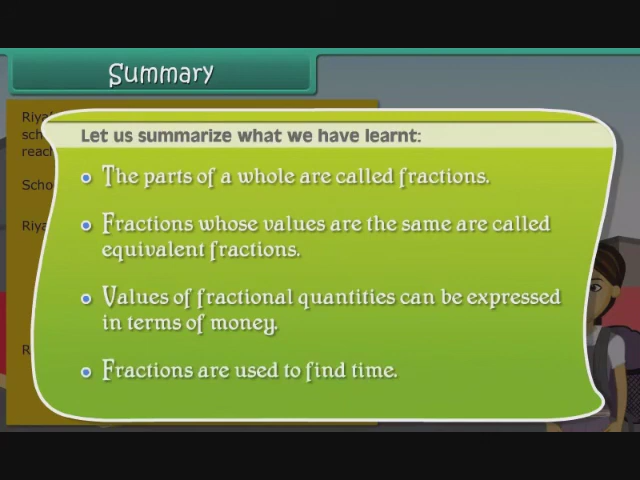 Summary
Let us summarize what we have learnt:
The parts of a whole are called fractions.
Fractions whose values are the same are called
equivalent fractions.
Values of fractional quantities can be expressed
in terms of money.
Fractions are used to find time.